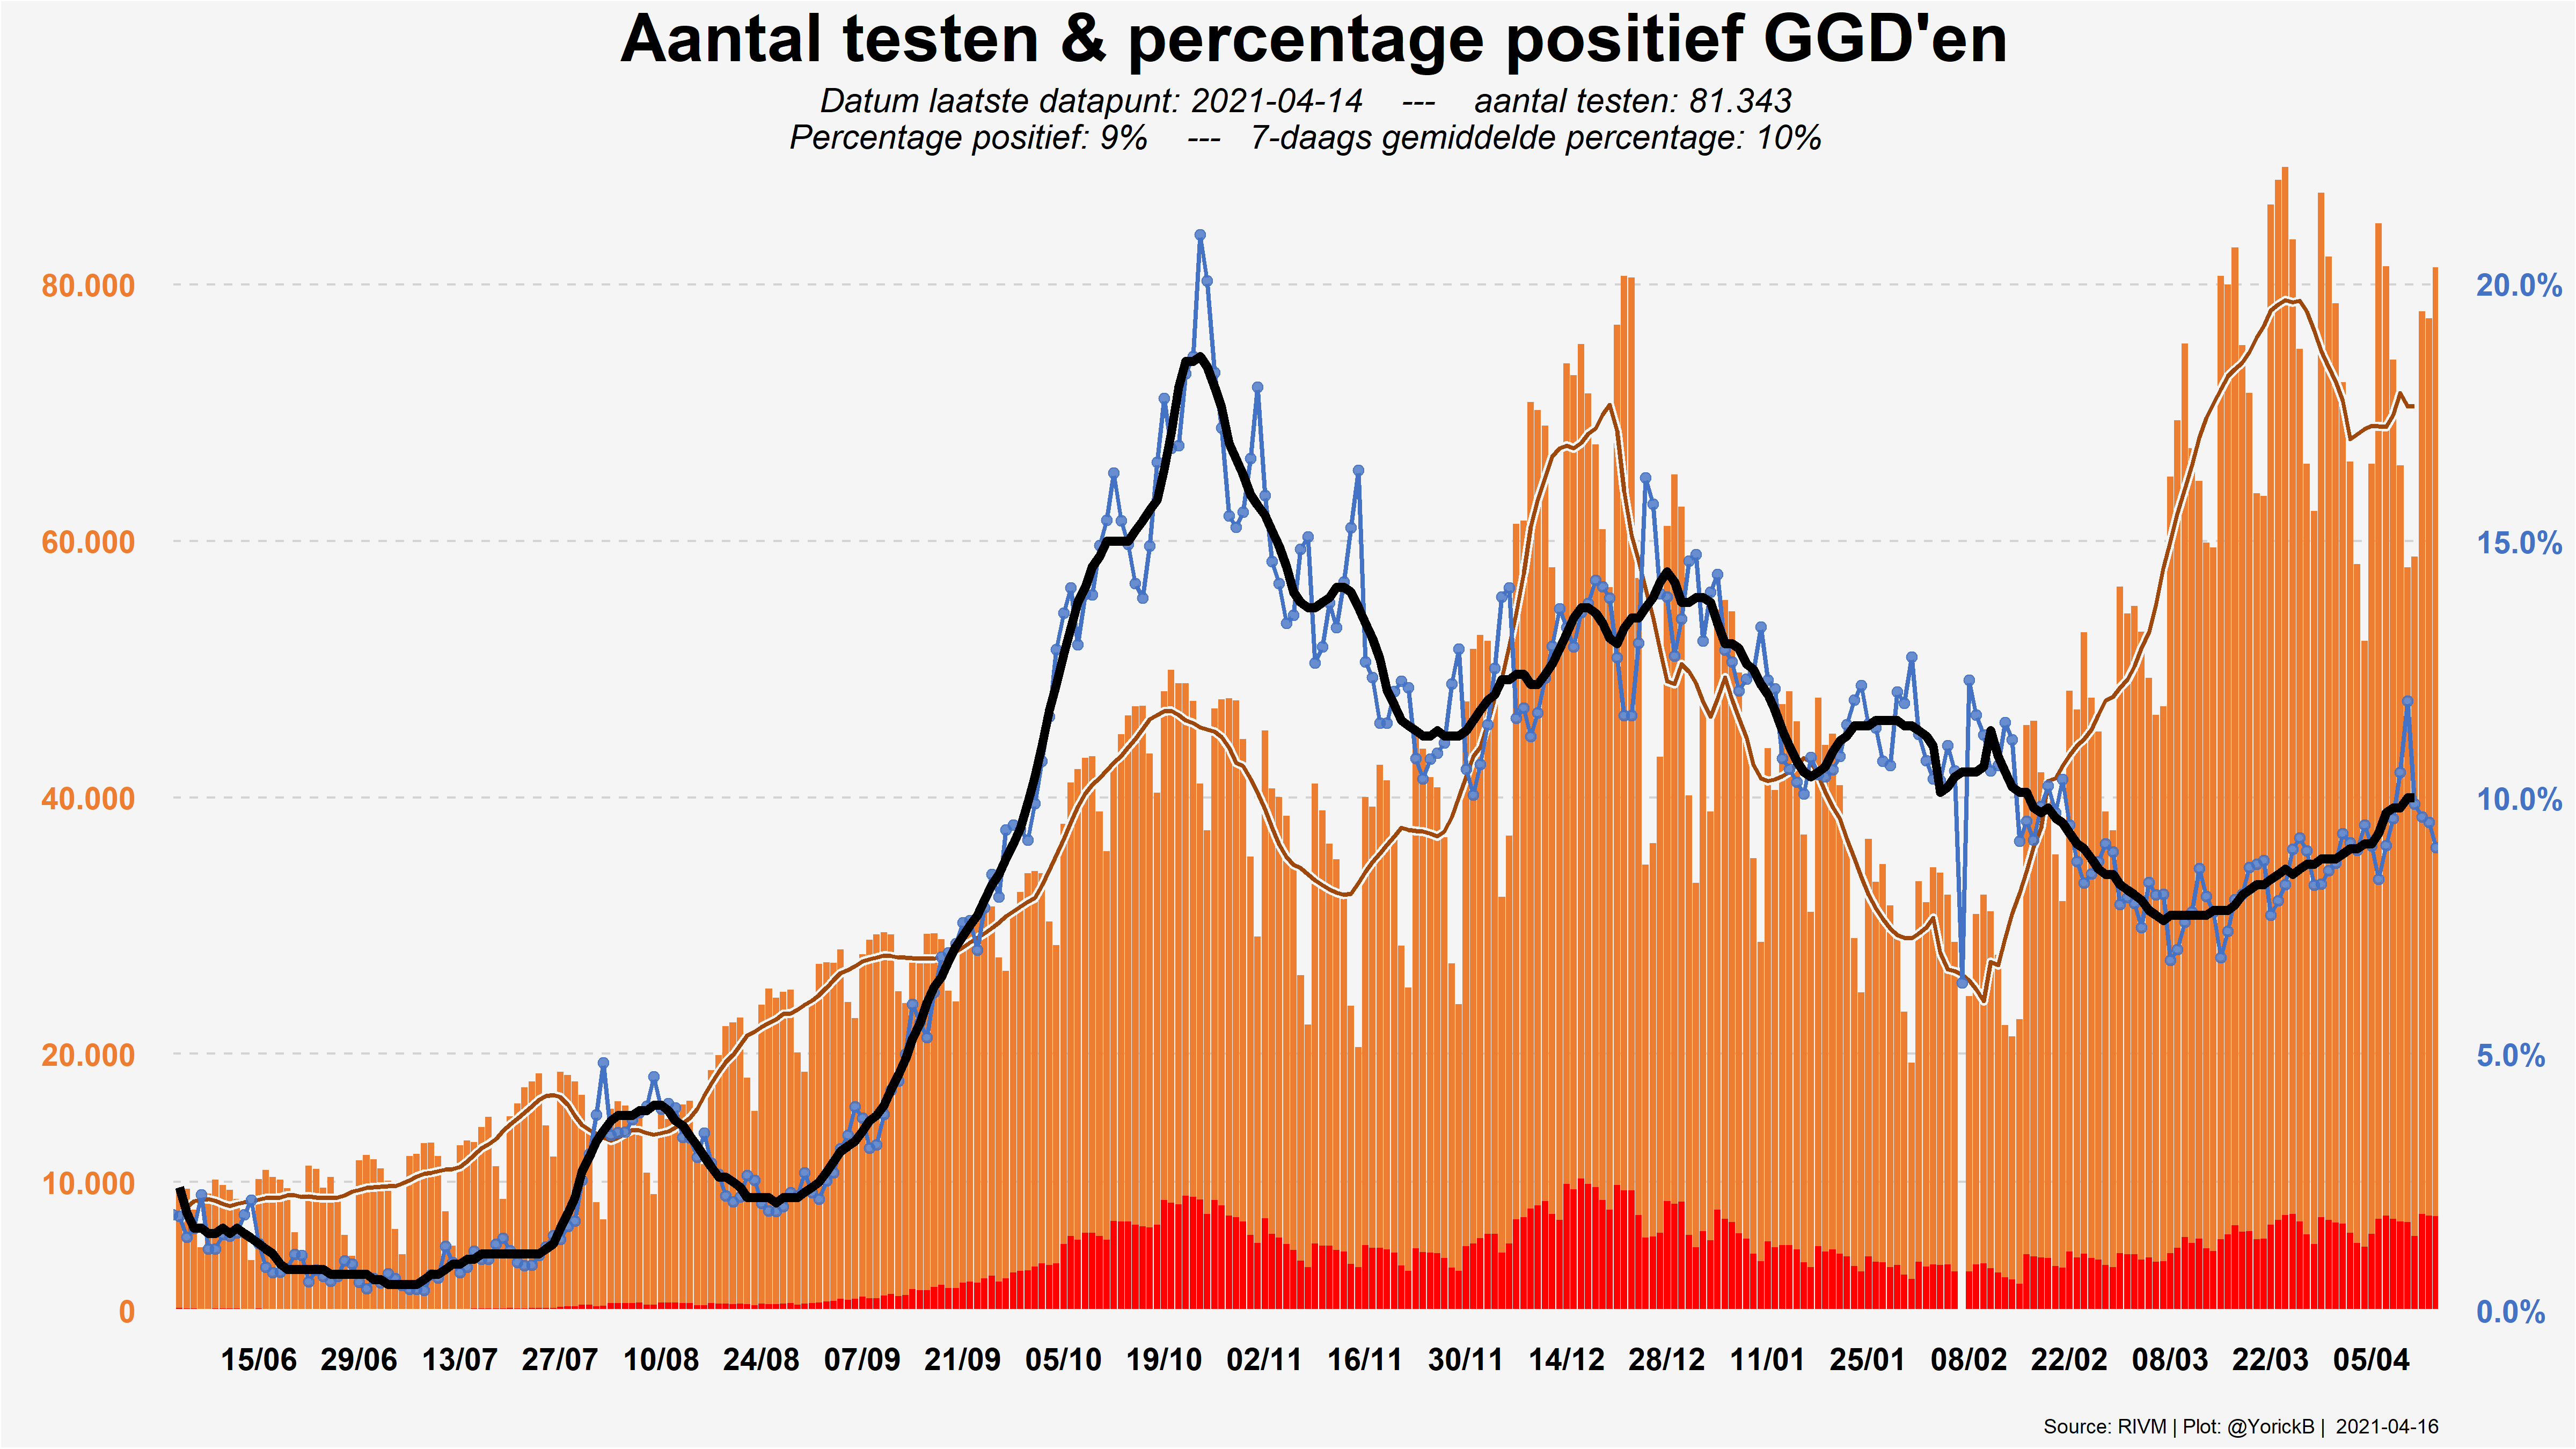 Aantal testen & percentage positief GGD'en
Datum laatste datapunt: 2021-04-14 --- aantal testen: 81.343
Percentage positief: 9% --- 7-daags gemiddelde percentage: 10%
80.000
60.000
40.000
20.000
10.000
0
20.0%
15.0%
10.0%
5.0%
0.0%
15/06 29/06 13/07 27/07 10/08 24/08 07/09 21/09 05/10 19/10 02/11 16/11 30/11 14/12 28/12 11/01 25/01 08/02 22/02 08/03 22/03 05/04
Source: RIVM | Plot: @YorickB | 2021-04-16